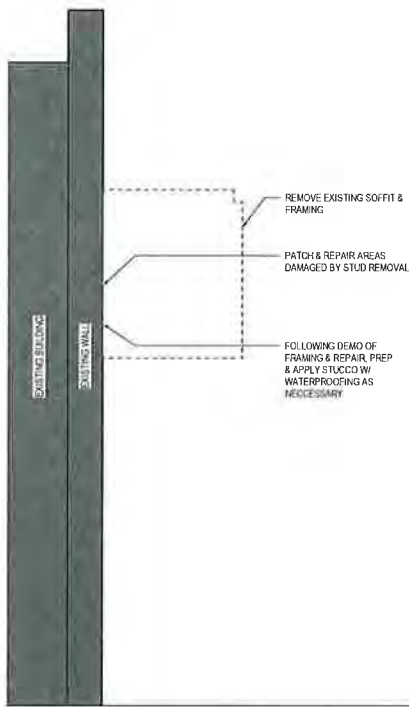 REMOVE EXISTING SOFFIT &
FRAMING
PATCH & REPAIR AREAS
DAMAGED BY STUD REMOVAL
EXISTING BUILDING
EXISTING WALL
FOLLOWING DEMO OF
FRAMING & REPAIR, PREP
& APPLY STUCCO W/
WATERPROOFING AS
NECCESSARY